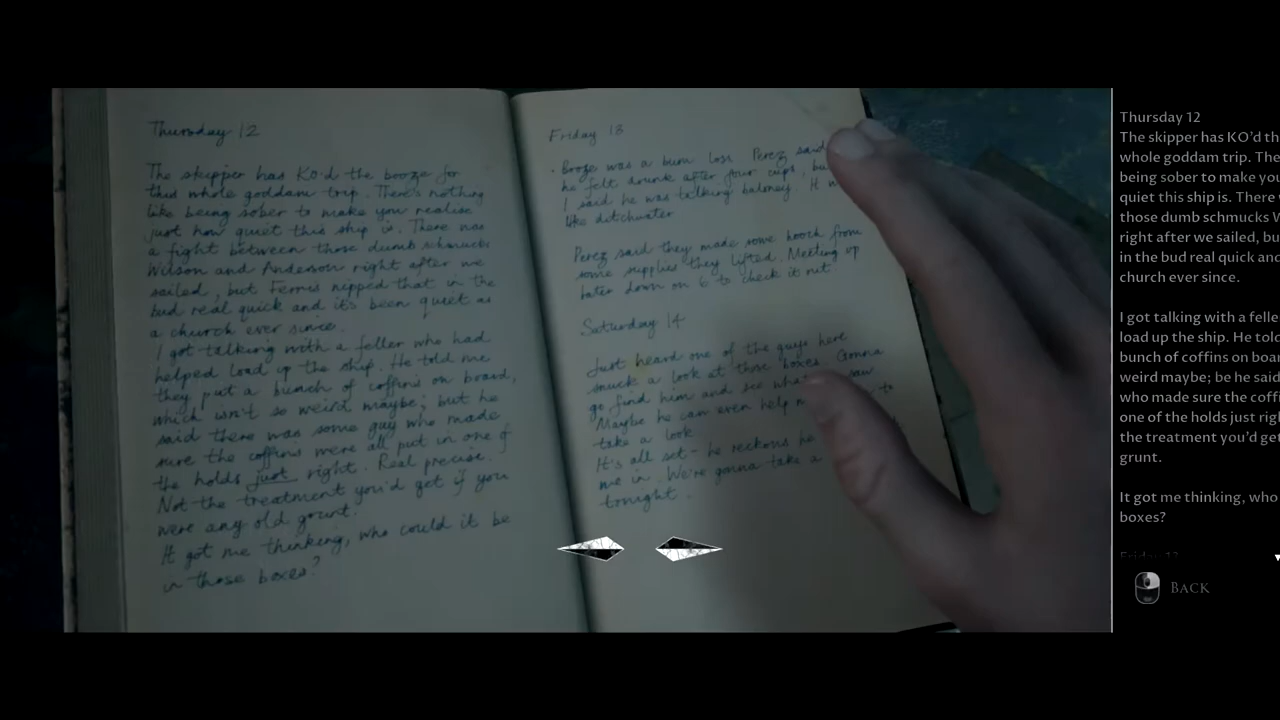 Thursday 12
The skipper has KO'd the booze for
this whole goddam trip. There's nothing
like being sober to make you realise
just how quiet this ship is. There was
a fight between those dumb schmucks
Wilson and Anderson right after we
sailed, but Ferris nipped that in the
bud real quick and it's been quiet as
a church ever since.
I got talking with a feller who had
helped load up the ship. He told me
they put a bunch of coffins on board,
which isn't so weird maybe; but he
said there was some guy who made
sure the coffins were all put in one of
the holds just right. Real precise.
Not the treatment you'd get if you
were any old grunt.
It got me thinking, who could it be
in those boxes?
Friday 13
Booze was a bum loss. Perez said
he felt drunk after four cups, bu
I said he was talking baloney. It w
like ditchwater
Perez said they made some hooch from
some supplies they lifted. Meeting up
later down on 6 to check it out
Saturday 14
Just heard one of the guys here
snuck a look at those boxes. Gonna
go find him and see what saw
Maybe he can even help m to
take a look
It's all set - he reckons he
me in. We're gonna take a
tonight.
Thursday 12
The skipper has KO'd th
whole goddam trip. The
being sober to make you
quiet this ship is. There
those dumb schmucks W
right after we sailed, bu
in the bud real quick and
church ever since.
I got talking with a felle
load up the ship. He told
bunch of coffins on boar
weird maybe; be he said
who made sure the coffi
one of the holds just righ
the treatment you'd get
grunt.
It got me thinking, who
boxes?
Friday 13
BACK